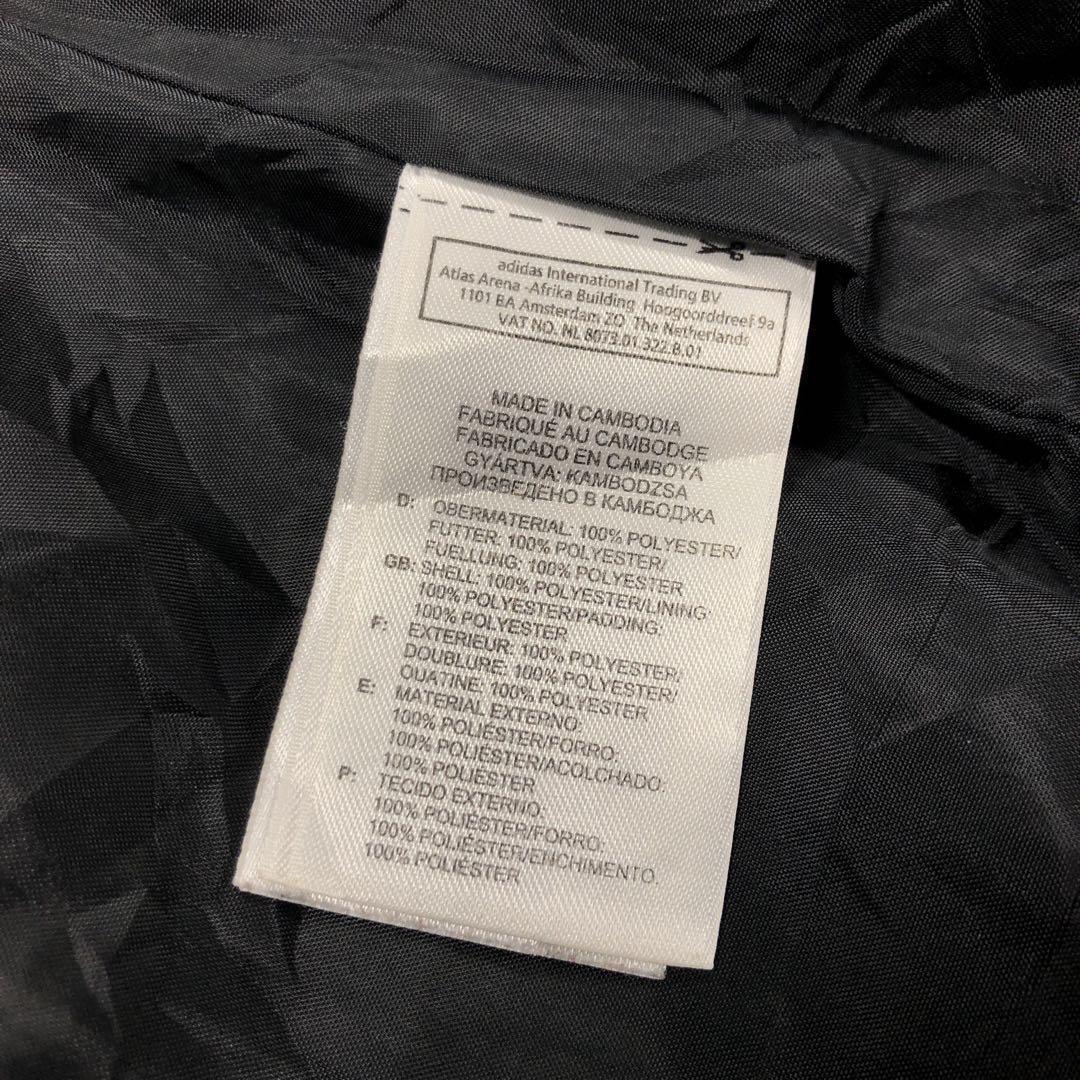 adidas International Trading BV
Atlas Arena -Afrika Building Hoogoorddreef 9a
1101 BA Amsterdam ZO The Netherlands
VAT NO. NL 8073.01.322.B.01
MADE IN CAMBODIA
FABRIQUÉ AU CAMBODGE
FABRICADO EN CAMBOYA
GYÁRTVA: KAMBODZSA
ПРОИЗВЕДЕНО В КАМБОДЖА
D: OBERMATERIAL: 100% POLYESTER/
FUTTER: 100% POLYESTER/
FUELLUNG: 100% POLYESTER
GB: SHELL: 100% POLYESTER/LINING:
100% POLYESTER/PADDING:
100% POLYESTER
F: EXTERIEUR: 100% POLYESTER/
DOUBLURE: 100% POLYESTER/
OUATINE: 100% POLYESTER
E: MATERIAL EXTERNO:
100% POLIÉSTER/FORRO:
100% POLIÉSTER/ACOLCHADO:
100% POLIÉSTER
P: TECIDO EXTERNO:
100% POLIÉSTER/FORRO:
100% POLIÉSTER/ENCHIMENTO:
100% POLIÉSTER